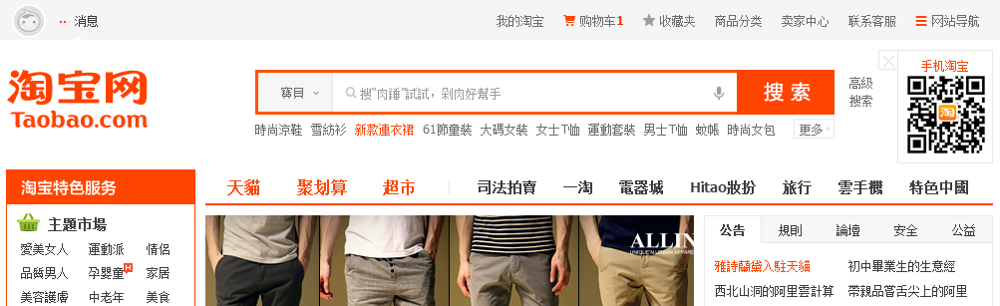 消息 我的淘宝 购物车1 收藏夹 商品分类 卖家中心 联系客服 网站导航
淘宝网
Taobao.com
寶貝 搜“肉錘”試試，剁肉好幫手 搜 索
高級
搜索
手机淘宝
淘
時尚涼鞋 雪紡衫 新款連衣裙 61節童裝 大碼女裝 女士T恤 運動套裝 男士T恤 蚊帳 時尚女包 更多
淘宝特色服务 天貓 聚划算 超市 司法拍賣 一淘 電器城 Hitao妝扮 旅行 雲手機 特色中國
主題市場
愛美女人 運動派 情侶
品質男人 孕嬰童 H 家居
美容護膚 中老年 美食
ALLIN
UNIQUE'N URBAN APPAREL
公告 規則 論壇 安全 公益
雅詩蘭黛入駐天貓 初中畢業生的生意經
西北山洞的阿里雲計算 帶親品嘗舌尖上的阿里